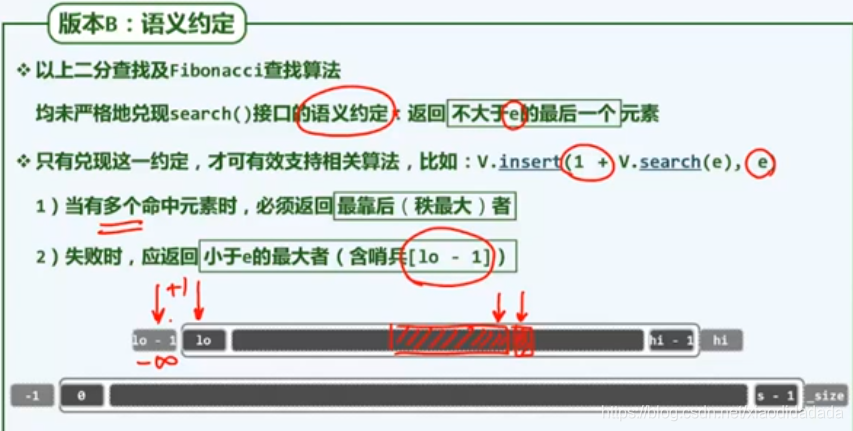 版本B：语义约定
❖ 以上二分查找及Fibonacci查找算法
均未严格地兑现search()接口的语义约定：返回 不大于e的最后一个 元素
❖ 只有兑现这一约定，才可有效支持相关算法，比如：V.insert(1 + V.search(e), e)
1）当有多个命中元素时，必须返回 最靠后（秩最大）者
2）失败时，应返回 小于e的最大者（含哨兵[lo - 1]）
+1
lo - 1 lo hi - 1 hi
-∞
-1 0 s - 1 _size
https://blog.csdn.net/xiaodidadada